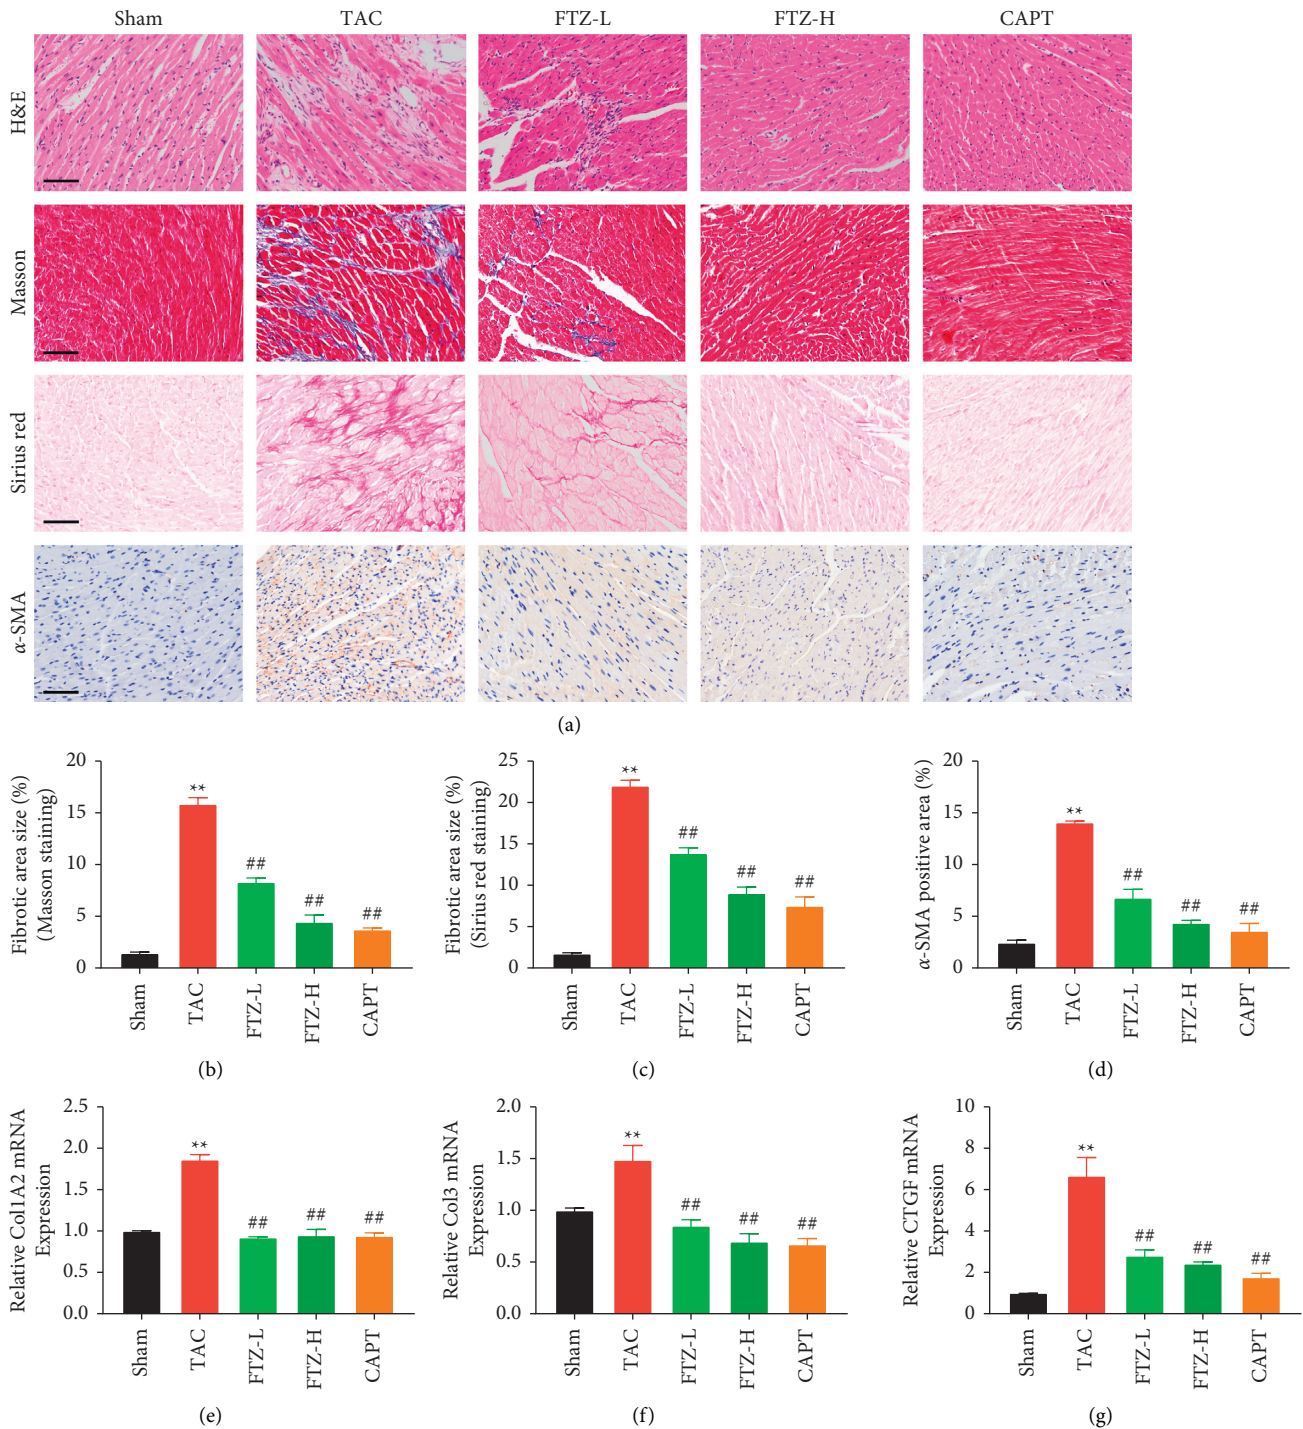 Sham TAC FTZ-L FTZ-H CAPT
H&E
Masson
Sirius red
α-SMA
(a)
Fibrotic area size (%)
(Masson staining)
20
15
10
5
0
**
##
##
##
Sham TAC FTZ-L FTZ-H CAPT
(b)
Fibrotic area size (%)
(Sirius red staining)
25
20
15
10
5
0
**
##
##
##
Sham TAC FTZ-L FTZ-H CAPT
(c)
α-SMA positive area (%)
20
15
10
5
0
**
##
##
##
Sham TAC FTZ-L FTZ-H CAPT
(d)
Relative Col1A2 mRNA
Expression
2.5
2.0
1.5
1.0
0.5
0.0
**
##
##
##
Sham TAC FTZ-L FTZ-H CAPT
(e)
Relative Col3 mRNA
Expression
2.0
1.5
1.0
0.5
0.0
**
##
##
##
Sham TAC FTZ-L FTZ-H CAPT
(f)
Relative CTGF mRNA
Expression
10
8
6
4
2
0
**
##
##
##
Sham TAC FTZ-L FTZ-H CAPT
(g)